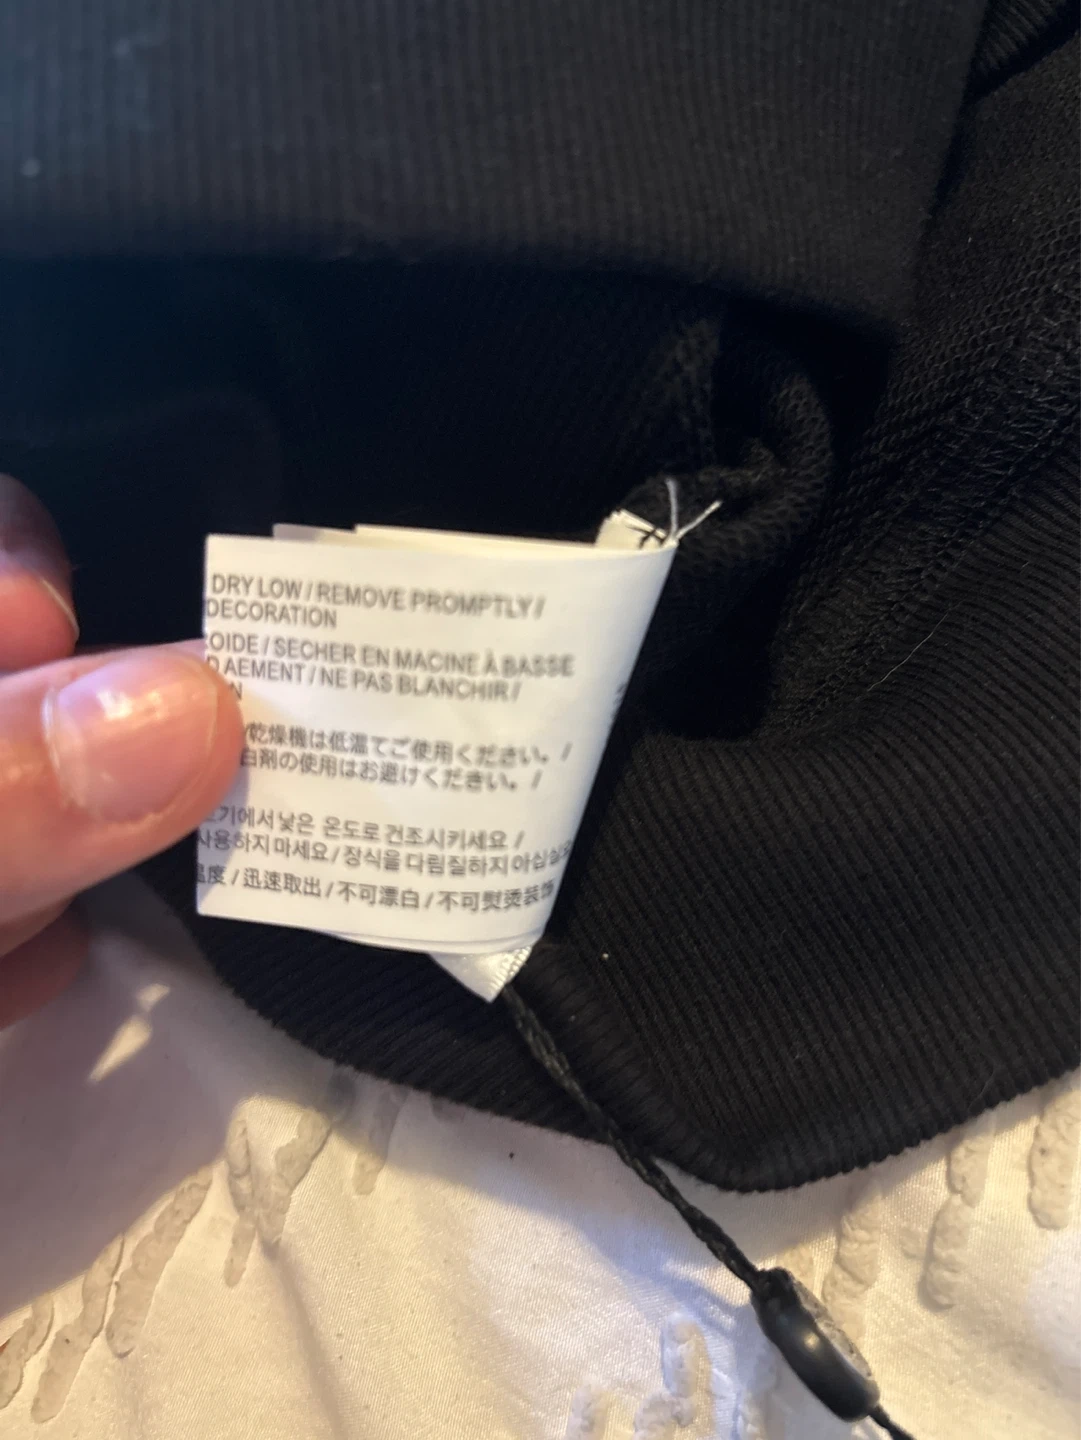 DRY LOW / REMOVE PROMPTLY /
DECORATION
OIDE / SECHER EN MACINE À BASSE
D AEMENT / NE PAS BLANCHIR /
N
乾燥機は低温てご使用ください。 /
白剤の使用はお避けください。 /
기에서 낮은 온도로 건조시키세요 /
사용하지 마세요 / 장식을 다림질하지 아십실오
温度 / 迅速取出 / 不可漂白 / 不可熨烫装饰